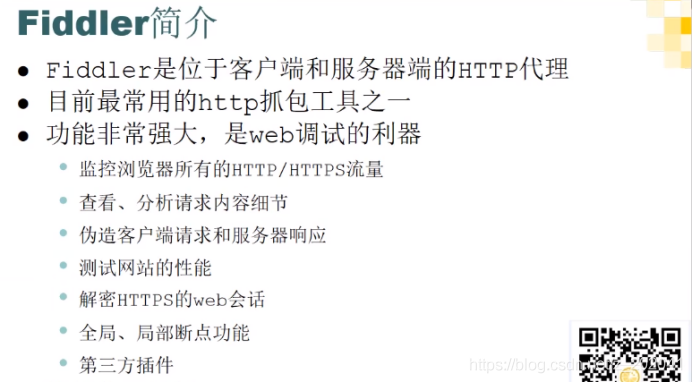 Fiddler简介
● Fiddler是位于客户端和服务器端的HTTP代理
● 目前最常用的http抓包工具之一
● 功能非常强大，是web调试的利器
• 监控浏览器所有的HTTP/HTTPS流量
• 查看、分析请求内容细节
• 伪造客户端请求和服务器响应
• 测试网站的性能
• 解密HTTPS的web会话
• 全局、局部断点功能
• 第三方插件
https://blog.csd